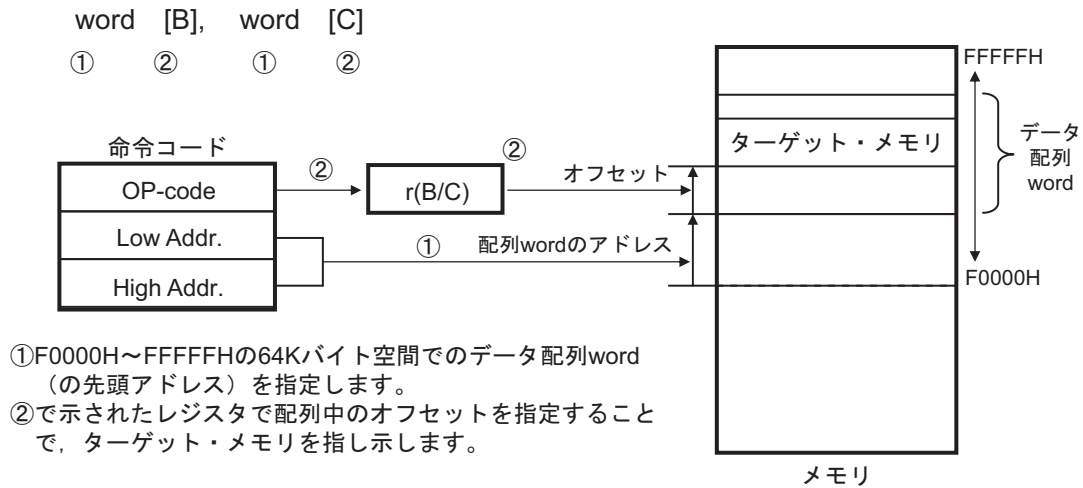 word [B], word [C]
① ② ① ②
FFFFFH
ターゲット・メモリ
データ
配列
word
命令コード
②
②
オフセット
OP-code
r(B/C)
Low Addr.
①
配列wordのアドレス
High Addr.
F0000H
①F0000H～FFFFFHの64Kバイト空間でのデータ配列word
（の先頭アドレス）を指定します。
②で示されたレジスタで配列中のオフセットを指定すること
で，ターゲット・メモリを指し示します。
メモリ